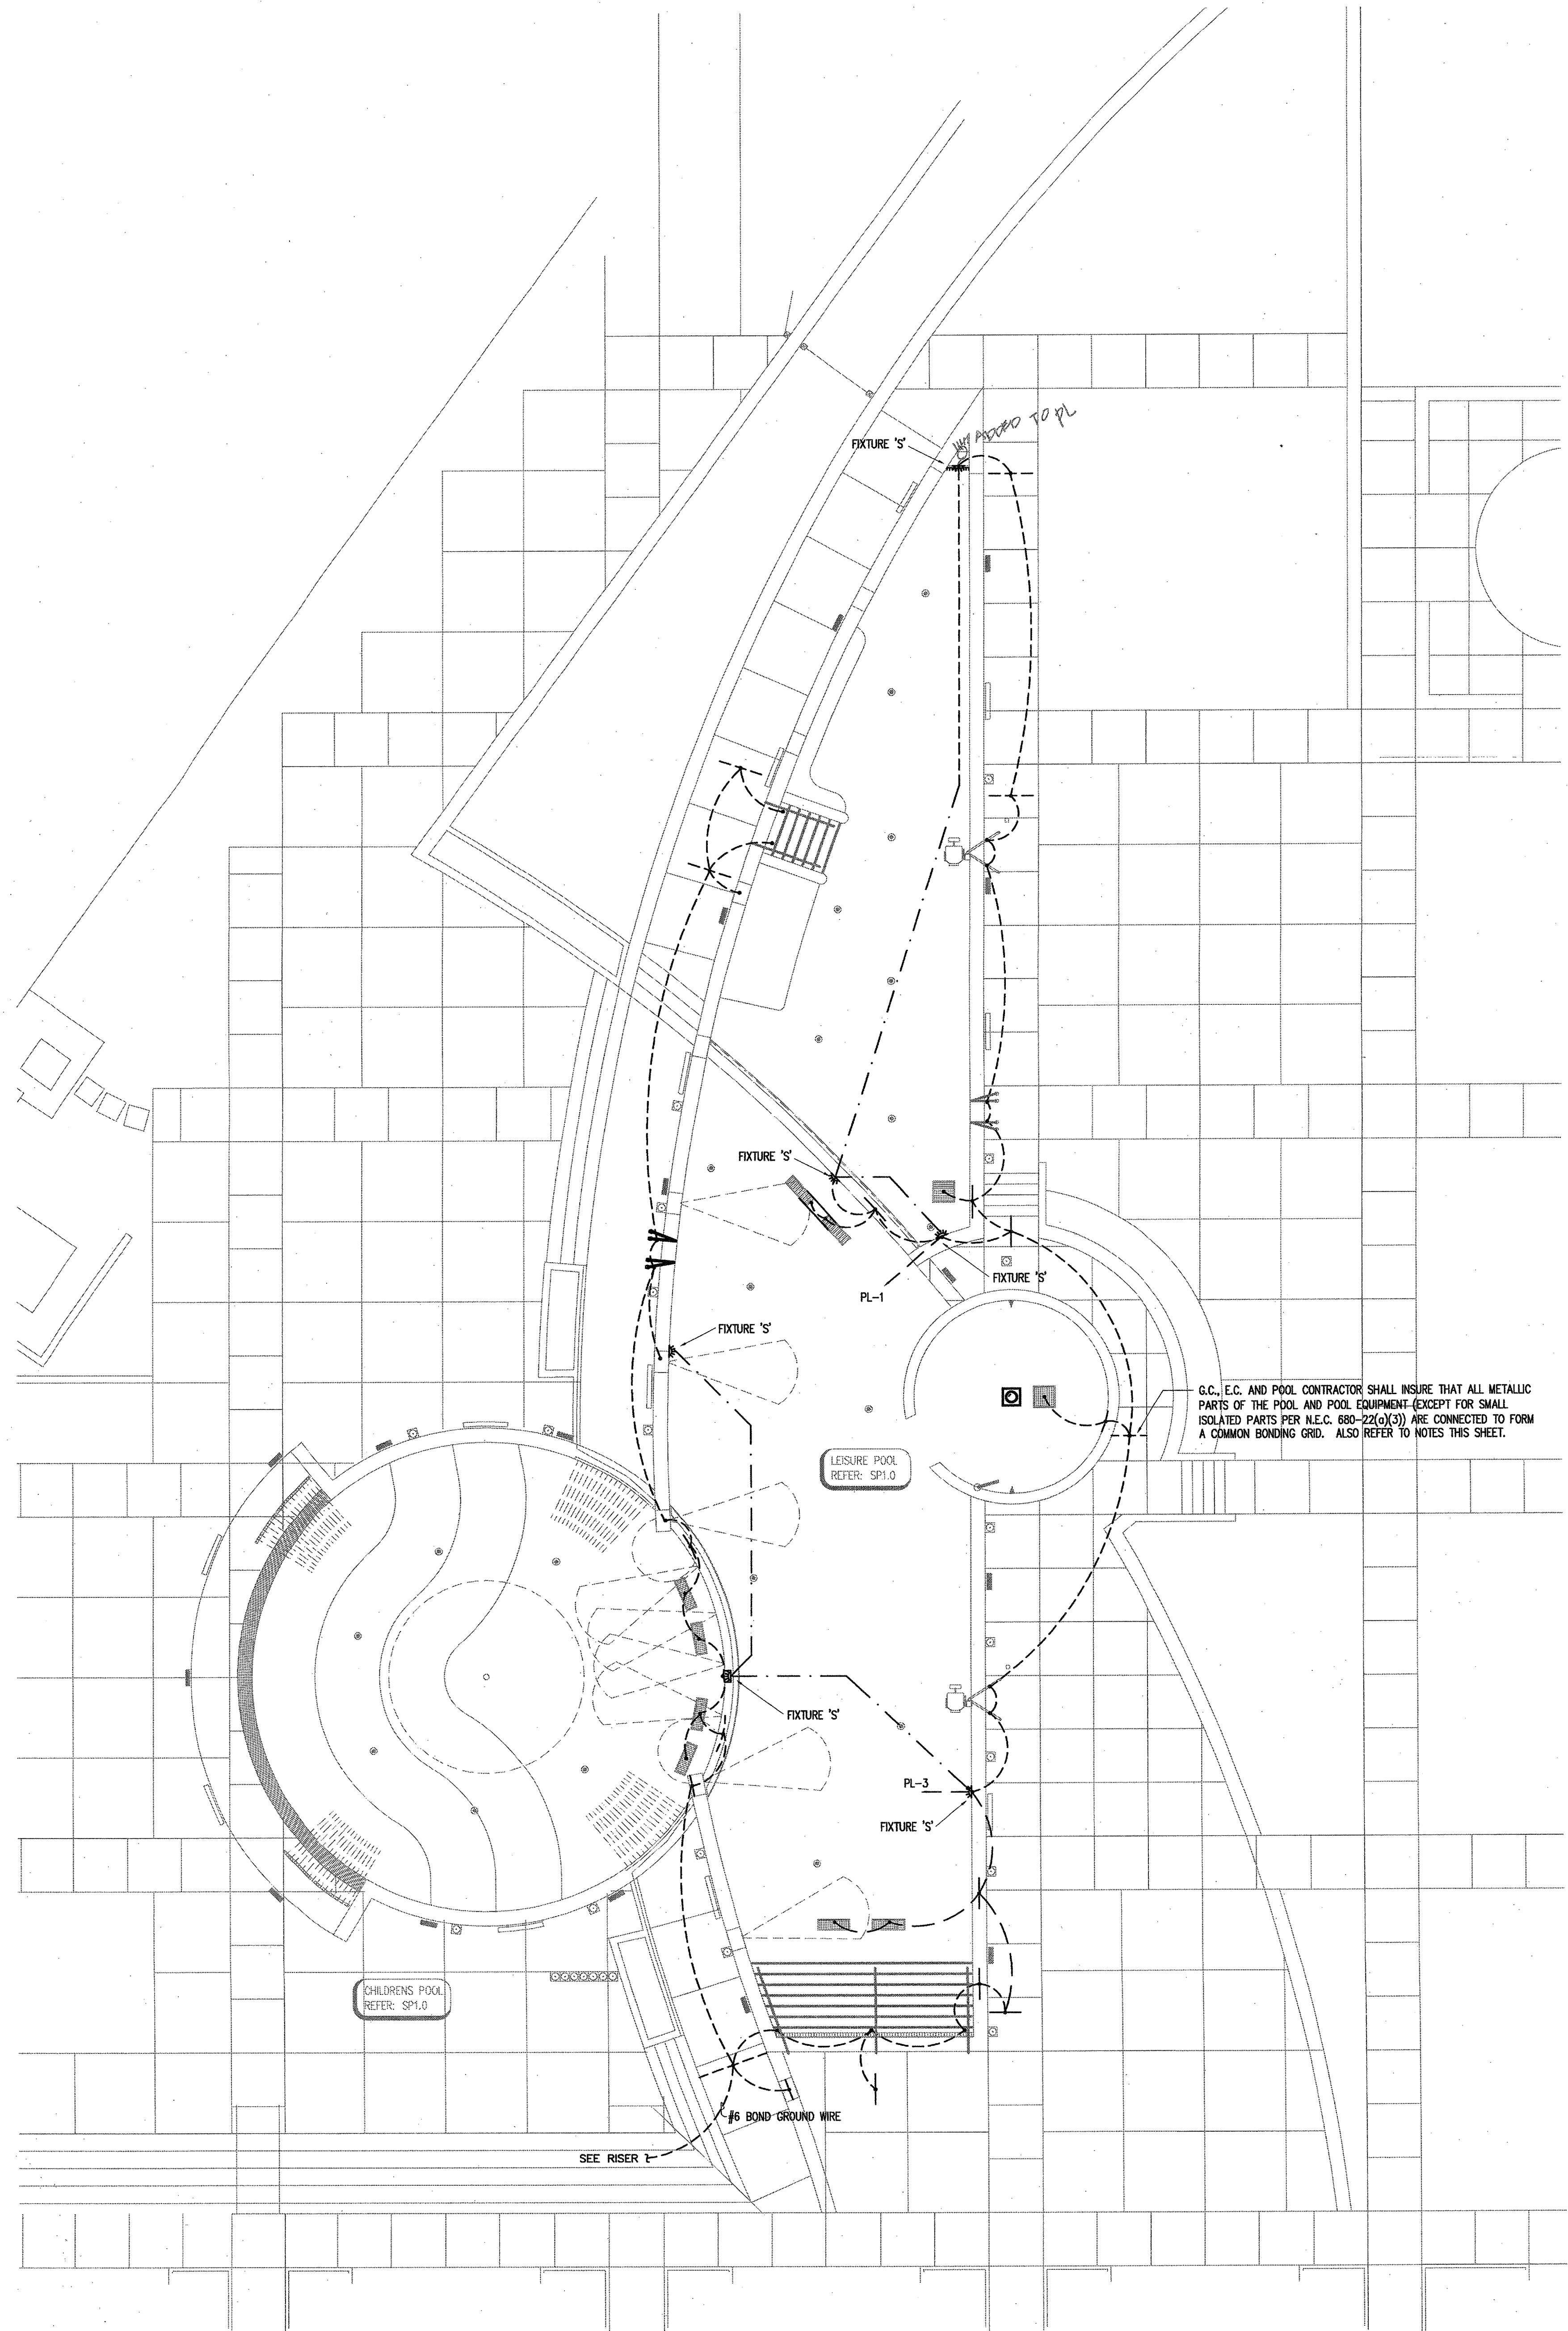 FIXTURE 'S'
ADDED TO PL
FIXTURE 'S'
FIXTURE 'S'
PL-1
FIXTURE 'S'
G.C., E.C. AND POOL CONTRACTOR SHALL INSURE THAT ALL METALLIC
PARTS OF THE POOL AND POOL EQUIPMENT (EXCEPT FOR SMALL
ISOLATED PARTS PER N.E.C. 680-22(a)(3)) ARE CONNECTED TO FORM
A COMMON BONDING GRID. ALSO REFER TO NOTES THIS SHEET.
LEISURE POOL
REFER: SP1.0
FIXTURE 'S'
PL-3
FIXTURE 'S'
CHILDRENS POOL
REFER: SP1.0
#6 BOND GROUND WIRE
SEE RISER